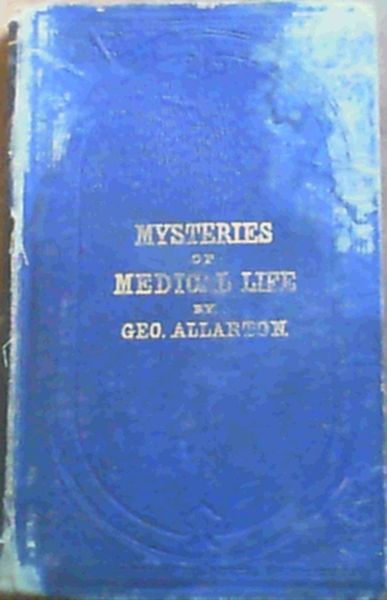 MYSTERIES
OF
MEDICAL LIFE
BY
GEO. ALLARTON.